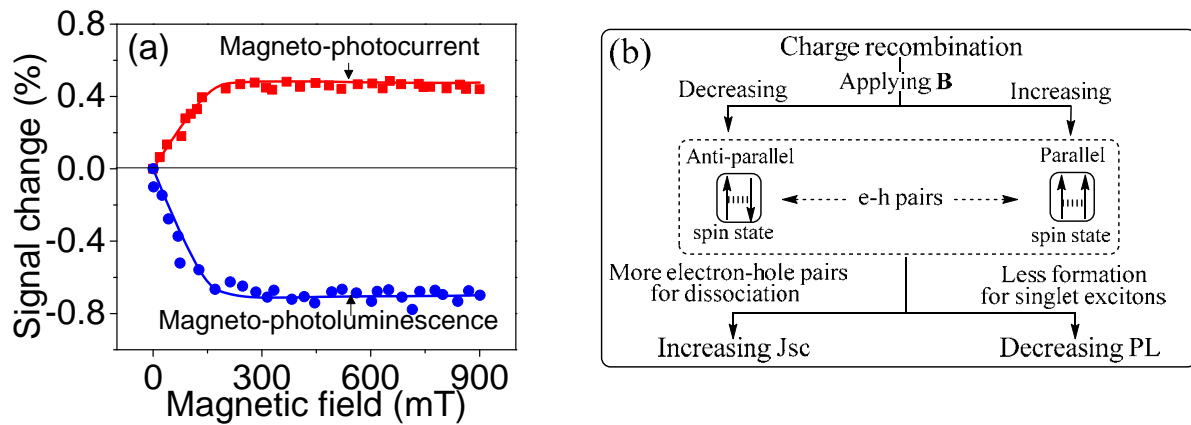 (a)
Magneto-photocurrent
Magneto-photoluminescence
Signal change (%)
0.8
0.4
0.0
-0.4
-0.8
0 300 600 900
Magnetic field (mT)
(b)
Charge recombination
Applying B
Decreasing Increasing
Anti-parallel Parallel
e-h pairs
spin state spin state
More electron-hole pairs
for dissociation
Less formation
for singlet excitons
Increasing Jsc Decreasing PL